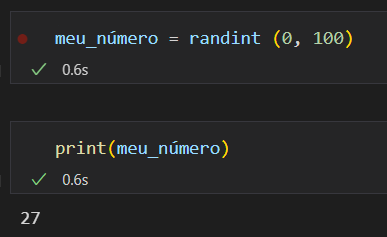 meu_número = randint (0, 100)
0.6s
print(meu_número)
0.6s
27